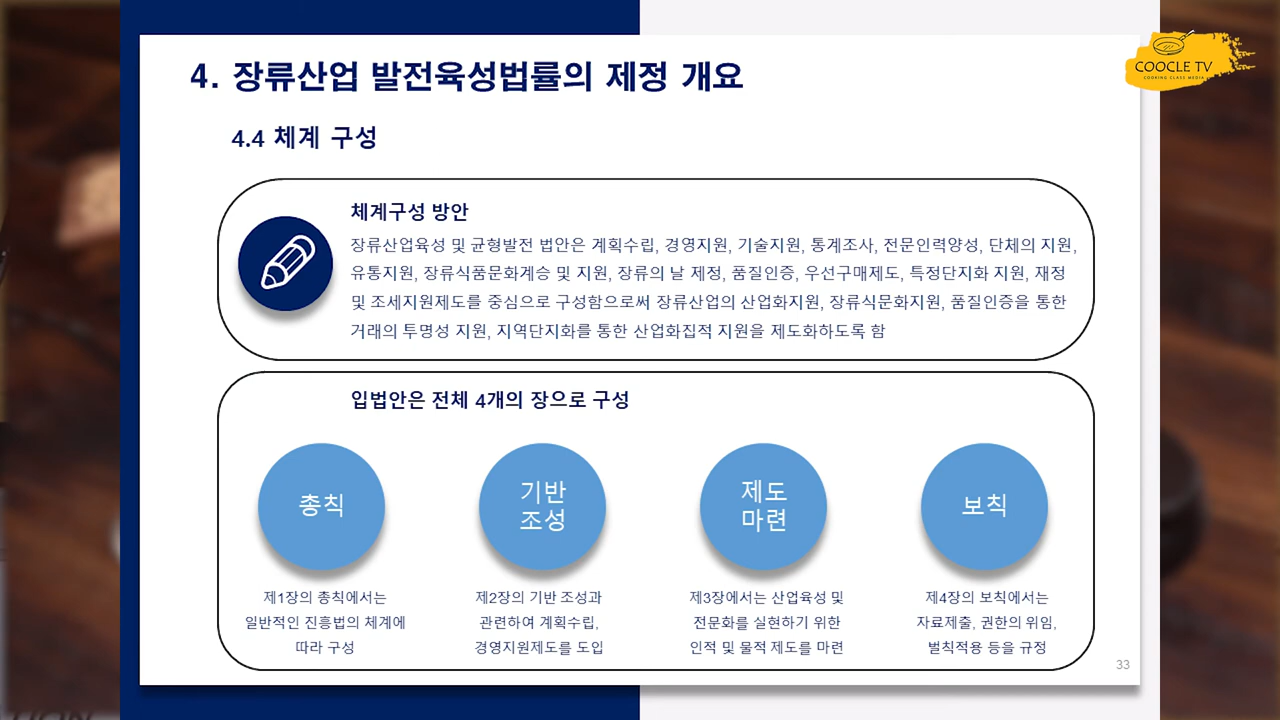 COOCLE TV
COOKING CLASS MEDIA
4. 장류산업 발전육성법률의 제정 개요
4.4 체계 구성
체계구성 방안
장류산업육성 및 균형발전 법안은 계획수립, 경영지원, 기술지원, 통계조사, 전문인력양성, 단체의 지원,
유통지원, 장류식품문화계승 및 지원, 장류의 날 제정, 품질인증, 우선구매제도, 특정단지화 지원, 재정
및 조세지원제도를 중심으로 구성함으로써 장류산업의 산업화지원, 장류식문화지원, 품질인증을 통한
거래의 투명성 지원, 지역단지화를 통한 산업화집적 지원을 제도화하도록 함
입법안은 전체 4개의 장으로 구성
총칙
제1장의 총칙에서는
일반적인 진흥법의 체계에
따라 구성
기반
조성
제2장의 기반 조성과
관련하여 계획수립,
경영지원제도를 도입
제도
마련
제3장에서는 산업육성 및
전문화를 실현하기 위한
인적 및 물적 제도를 마련
보칙
제4장의 보칙에서는
자료제출, 권한의 위임,
벌칙적용 등을 규정
33